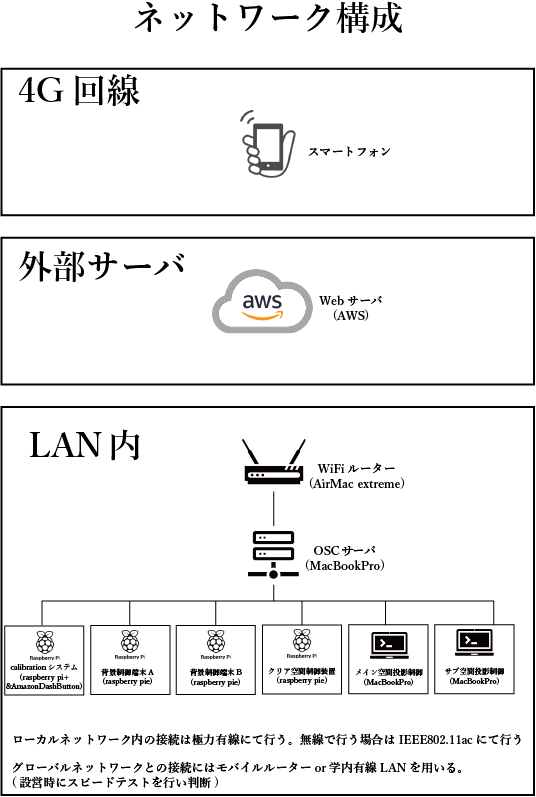 ネットワーク構成
4G 回線
スマートフォン
外部サーバ
aws
Web サーバ
(AWS)
LAN 内
WiFi ルーター
(AirMac extreme)
OSC サーバ
(MacBookPro)
Raspberry Pi
calibration システム
(raspberry pi+
&AmazonDashButton)
Raspberry Pi
背景制御端末 A
(raspberry pie)
Raspberry Pi
背景制御端末 B
(raspberry pie)
Raspberry Pi
クリア空間制御装置
(raspberry pie)
メイン空間投影制御
(MacBookPro)
サブ空間投影制御
(MacBookPro)
ローカルネットワーク内の接続は極力有線にて行う。無線で行う場合は IEEE802.11ac にて行う
グローバルネットワークとの接続にはモバイルルーター or 学内有線 LAN を用いる。
( 設営時にスピードテストを行い判断 )